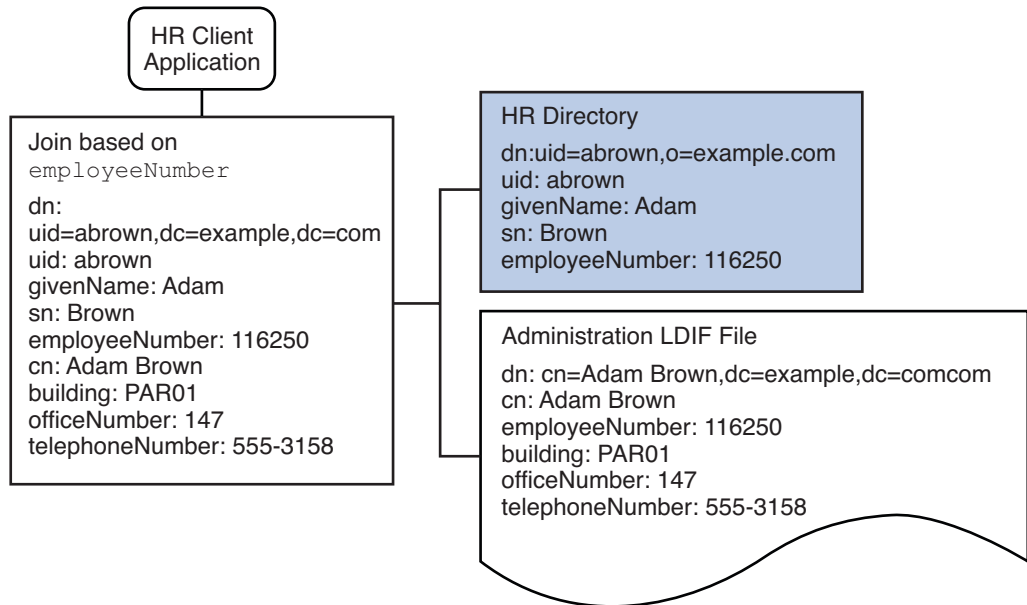 HR Client
Application
Join based on
employeeNumber
dn:
uid=abrown,dc=example,dc=com
uid: abrown
givenName: Adam
sn: Brown
employeeNumber: 116250
cn: Adam Brown
building: PAR01
officeNumber: 147
telephoneNumber: 555-3158
HR Directory
dn:uid=abrown,o=example.com
uid: abrown
givenName: Adam
sn: Brown
employeeNumber: 116250
Administration LDIF File
dn: cn=Adam Brown,dc=example,dc=comcom
cn: Adam Brown
employeeNumber: 116250
building: PAR01
officeNumber: 147
telephoneNumber: 555-3158